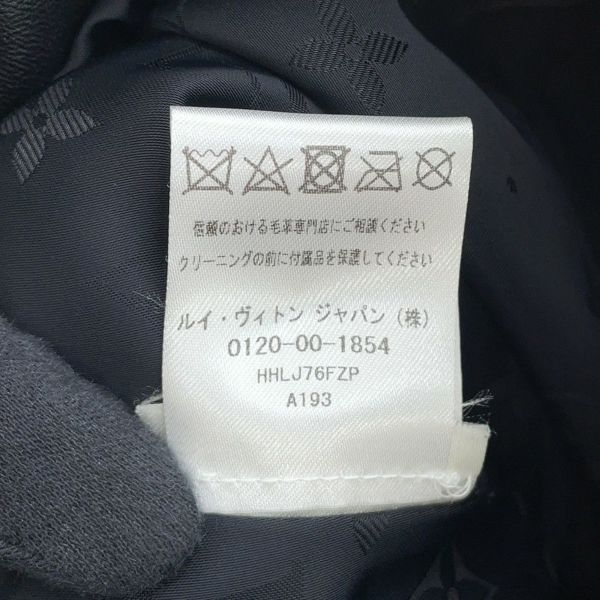 信頼のおける毛革専門店にご相談ください
クリーニングの前に付属品を保護してください
ルイ・ヴィトン ジャパン (株)
0120-00-1854
HHLJ76FZP
A193